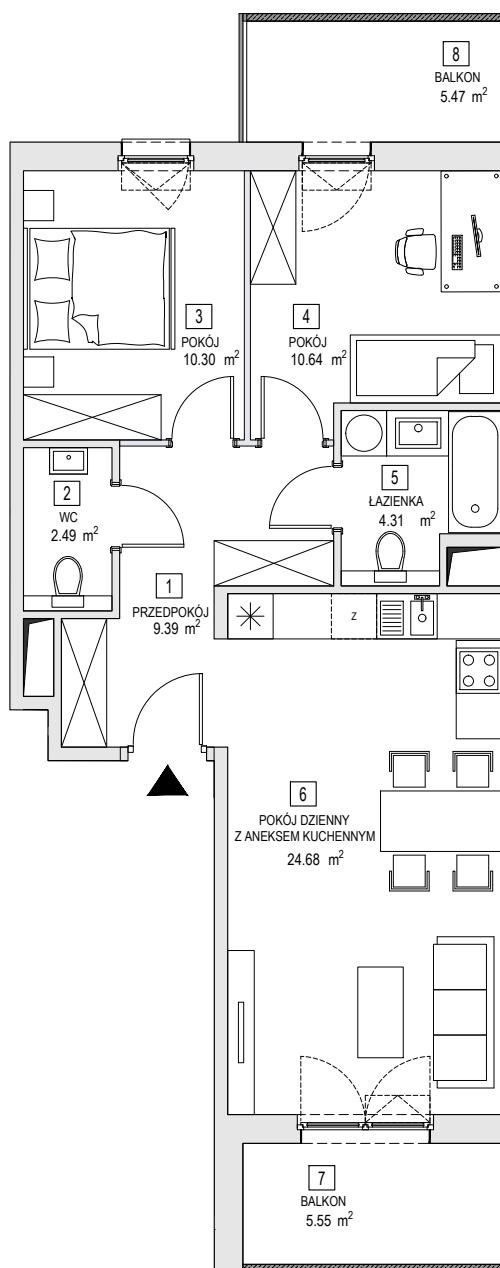 8
BALKON
5.47 m²
3
POKÓJ
10.30 m²
4
POKÓJ
10.64 m²
5
ŁAZIENKA
4.31 m²
2
WC
2.49 m²
1
PRZEDPOKÓJ
9.39 m²
Z
6
POKÓJ DZIENNY
Z ANEKSEM KUCHENNYM
24.68 m²
7
BALKON
5.55 m²